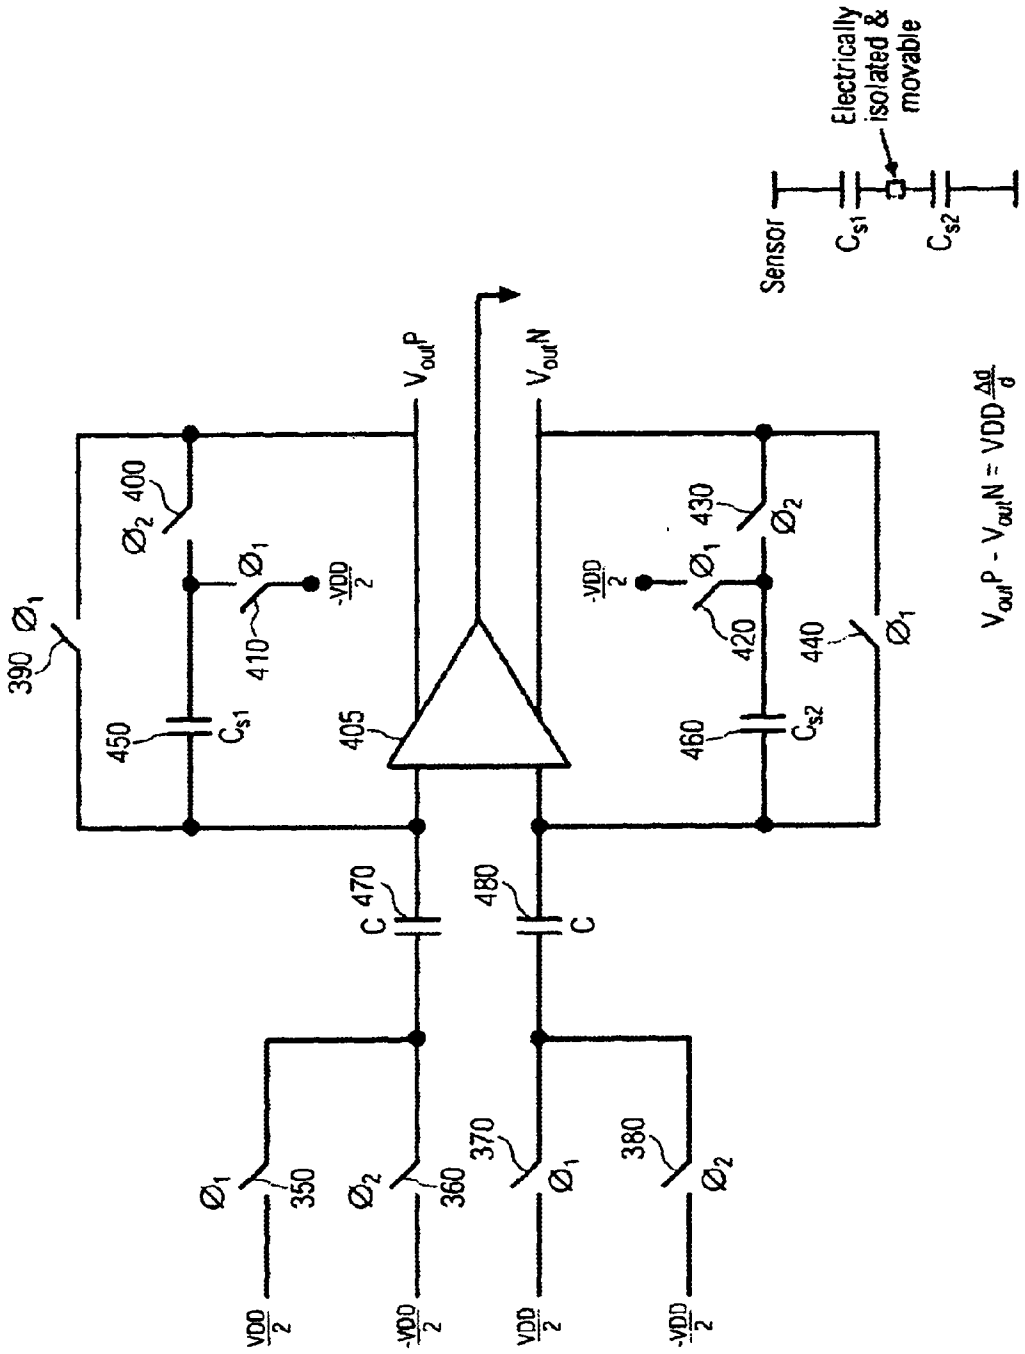 390 Ø1
Ø2 400
450
Cs1
410 Ø1
-VDD/2
405
VDD/2
Ø1
350
-VDD/2
Ø2
360
C 470
VoutP
VDD/2
370
Ø1
480
C
VoutN
-VDD/2
380
Ø2
-VDD/2
Ø1
420
430
Ø2
460
Cs2
440
Ø1
Sensor
Cs1
Cs2
Electrically
isolated &
movable
VoutP - VoutN = VDD Δd/d